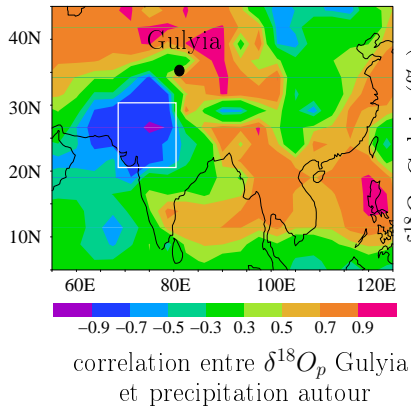 40N
Gulyia
30N
20N
10N
60E 80E 100E 120E
−0.9 −0.7 −0.5 −0.3 0.3 0.5 0.7 0.9
correlation entre δ¹⁸Oₚ Gulyia
et precipitation autour